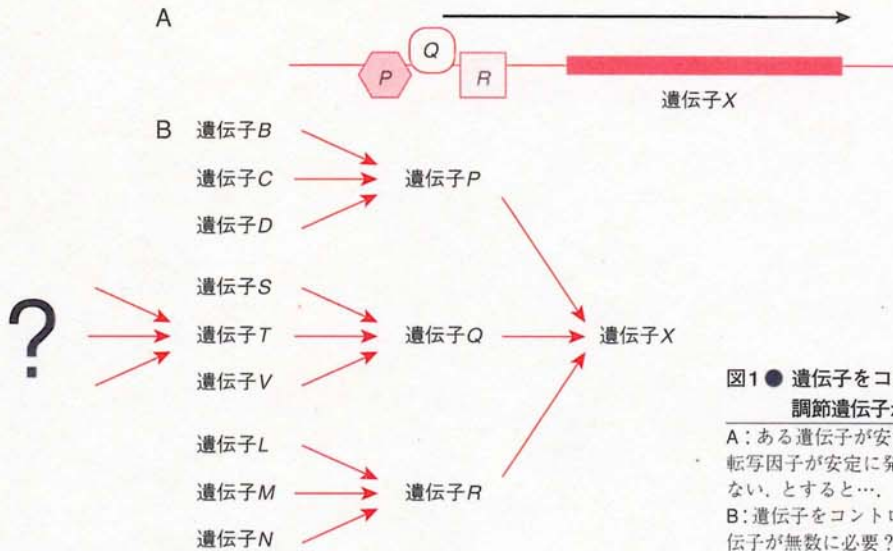 A
P
Q
R
遺伝子X
B
遺伝子B
遺伝子C
遺伝子D
遺伝子P
?
遺伝子S
遺伝子T
遺伝子V
遺伝子Q
遺伝子X
遺伝子L
遺伝子M
遺伝子N
遺伝子R
図1● 遺伝子をコ
調節遺伝子
A：ある遺伝子が安
転写因子が安定に発
ない．とすると…．
B：遺伝子をコントロ
伝子が無数に必要？